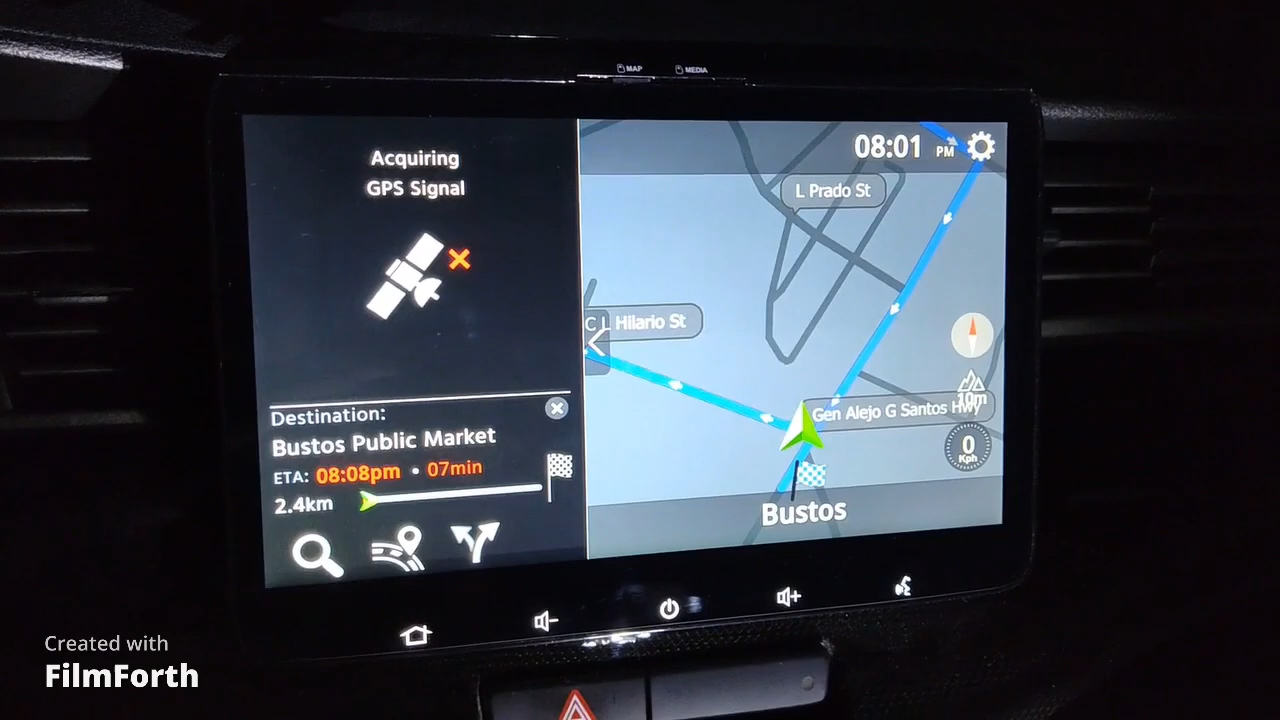 MAP
MEDIA
Acquiring
GPS Signal
08:01 PM
L Prado St
C L Hilario St
10m
Gen Alejo G Santos Hwy
0
Kph
Destination:
Bustos Public Market
ETA: 08:08pm • 07min
2.4km
Bustos
Created with
FilmForth